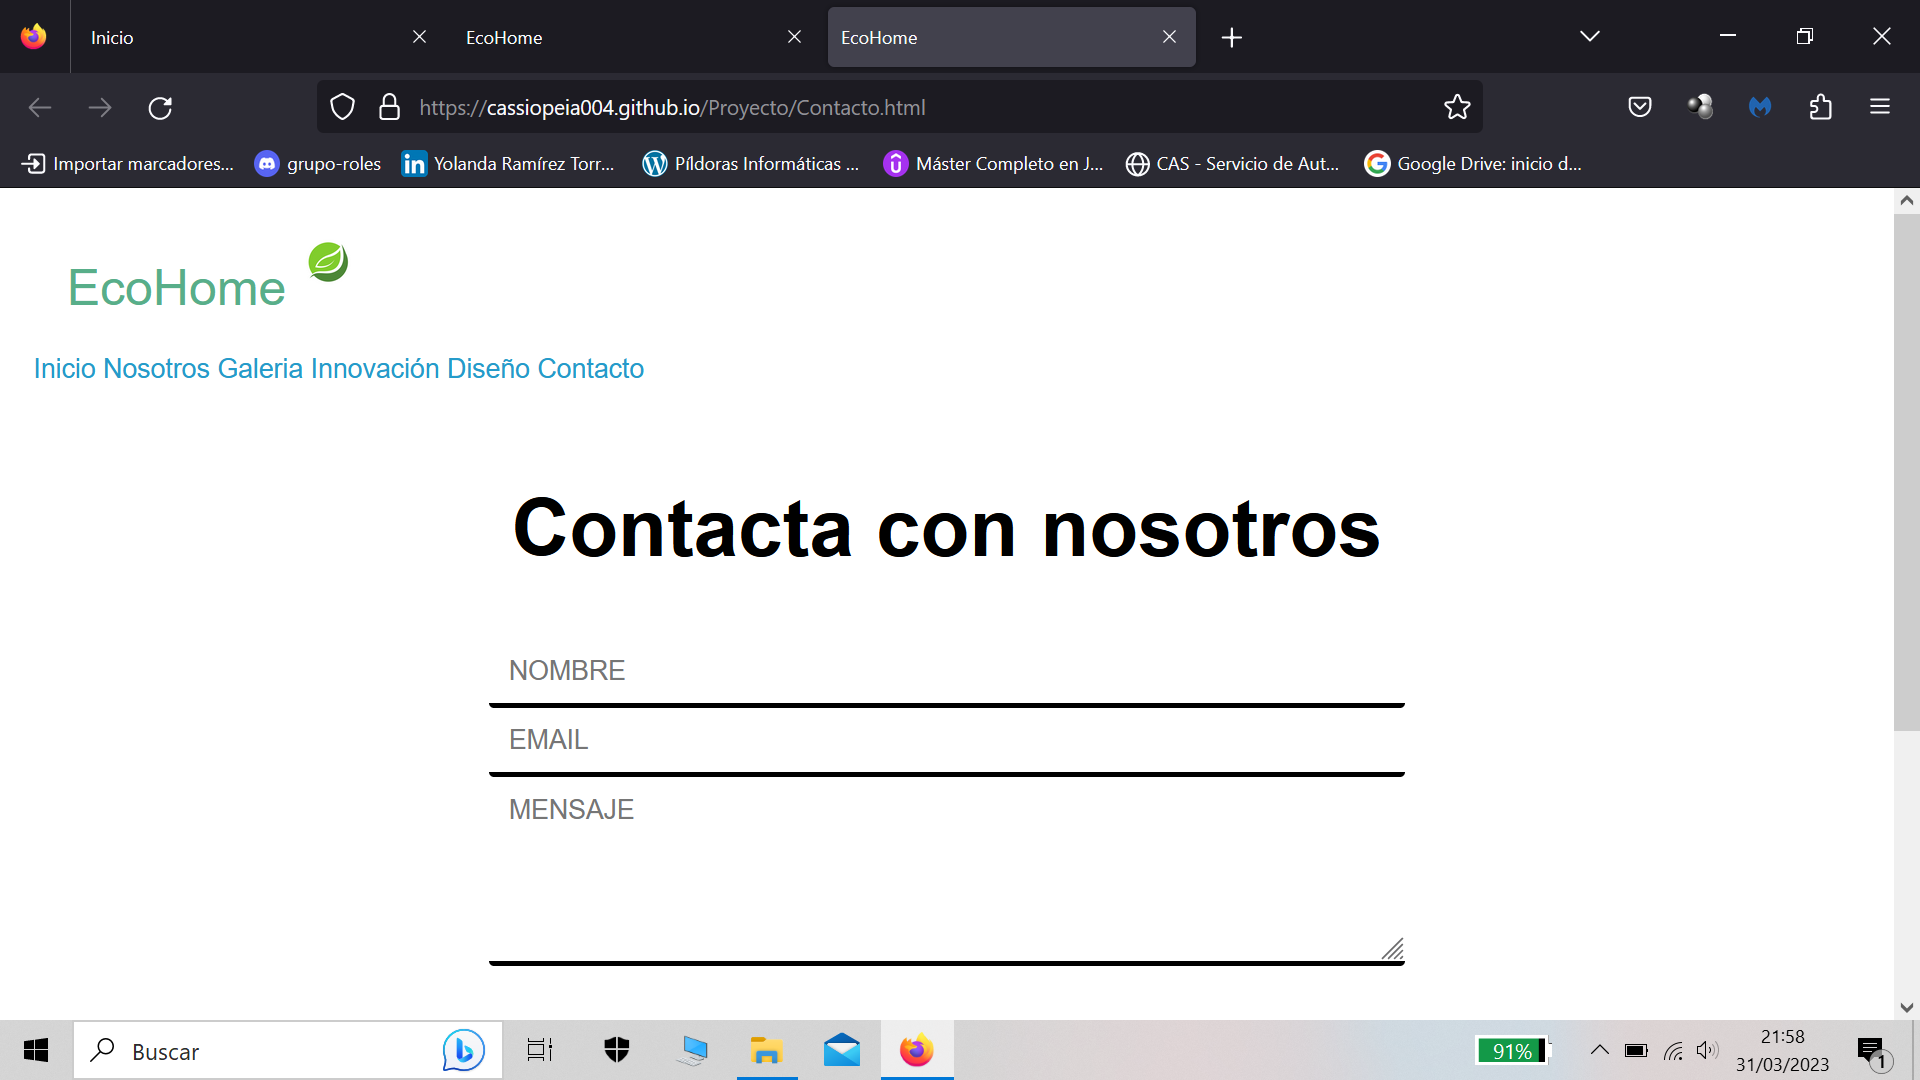 Inicio
EcoHome
EcoHome
https://cassiopeia004.github.io/Proyecto/Contacto.html
Importar marcadores...
grupo-roles
Yolanda Ramírez Torr...
Píldoras Informáticas ...
Máster Completo en J...
CAS - Servicio de Aut...
Google Drive: inicio d...
EcoHome
Inicio Nosotros Galeria Innovación Diseño Contacto
Contacta con nosotros
NOMBRE
EMAIL
MENSAJE
Buscar
91%
21:58
31/03/2023
1